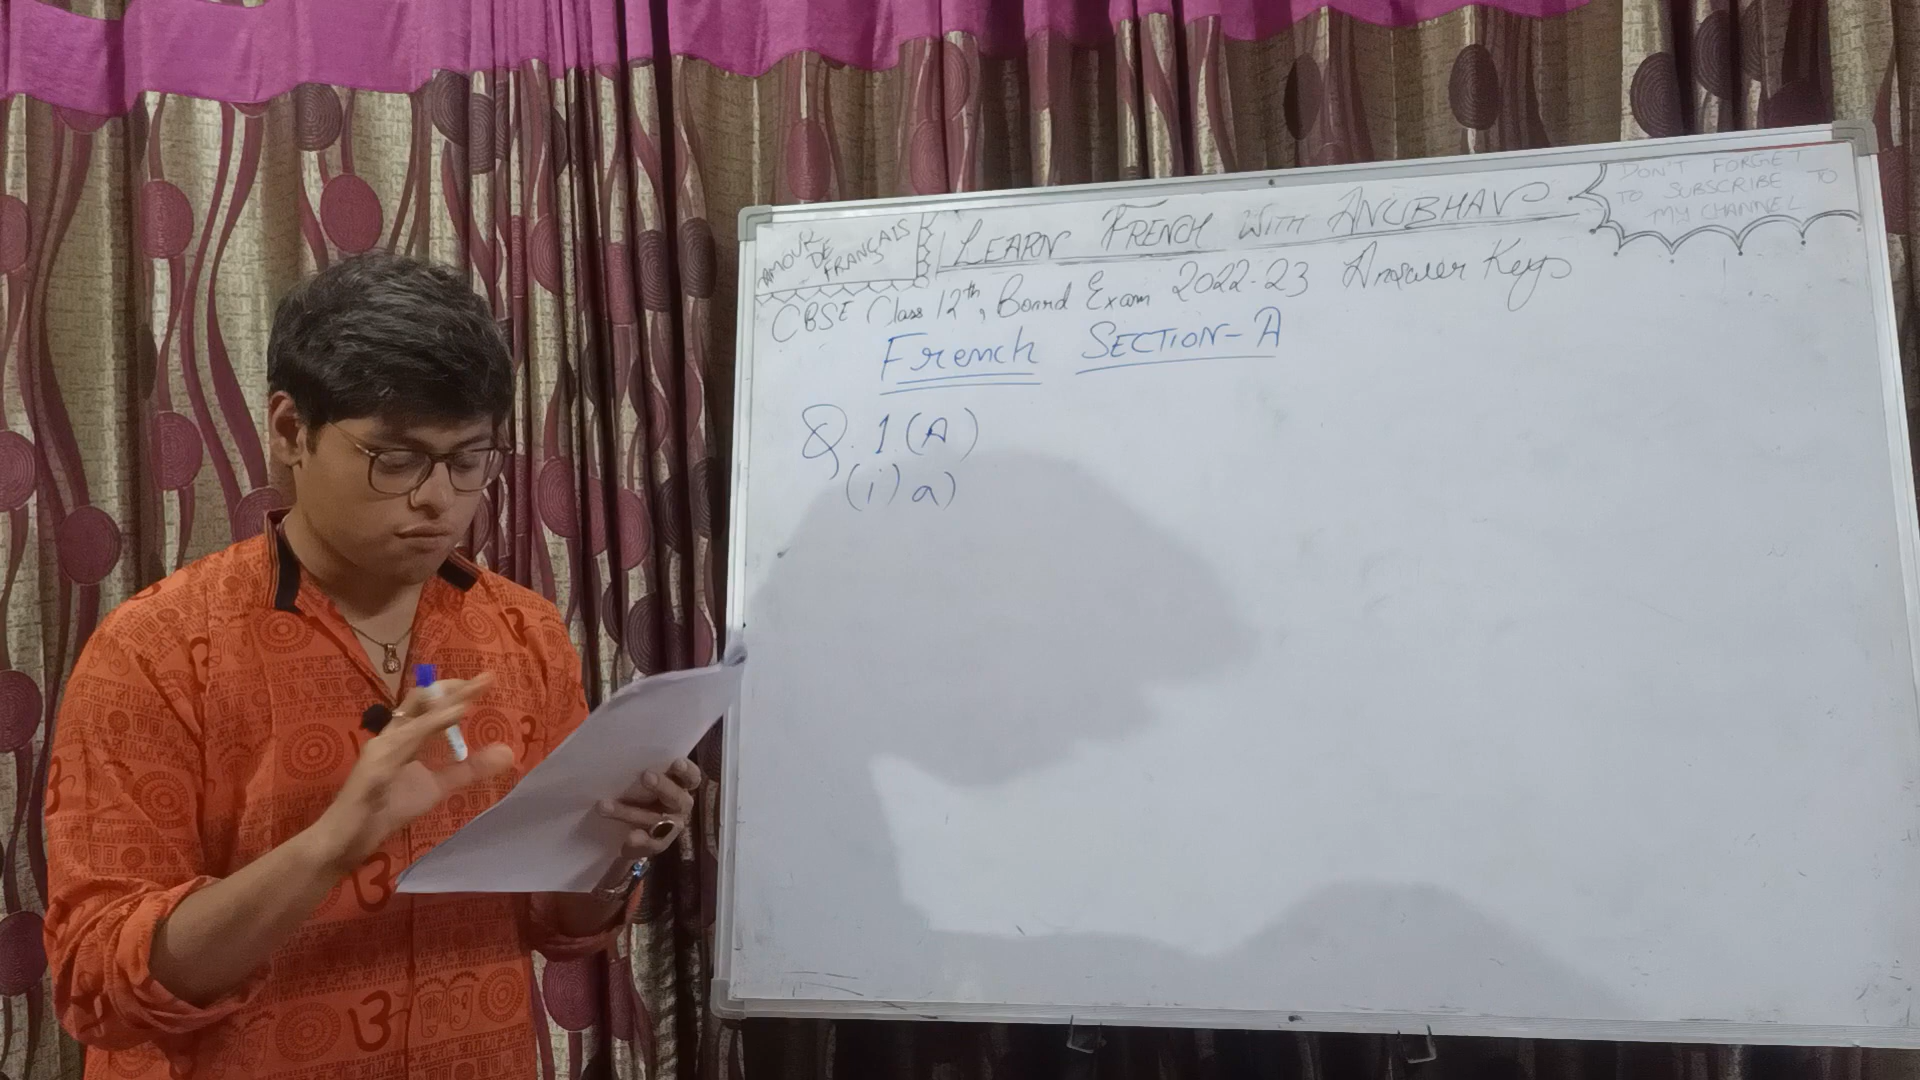 AMOUR
DE
FRANÇAIS
LEARN FRENCH WITH ANUBHAV
DON'T FORGET
TO SUBSCRIBE TO
MY CHANNEL
CBSE Class 12th, Board Exam 2022-23 Answer Key
French SECTION-A
Q. 1 (A)
(i) a)